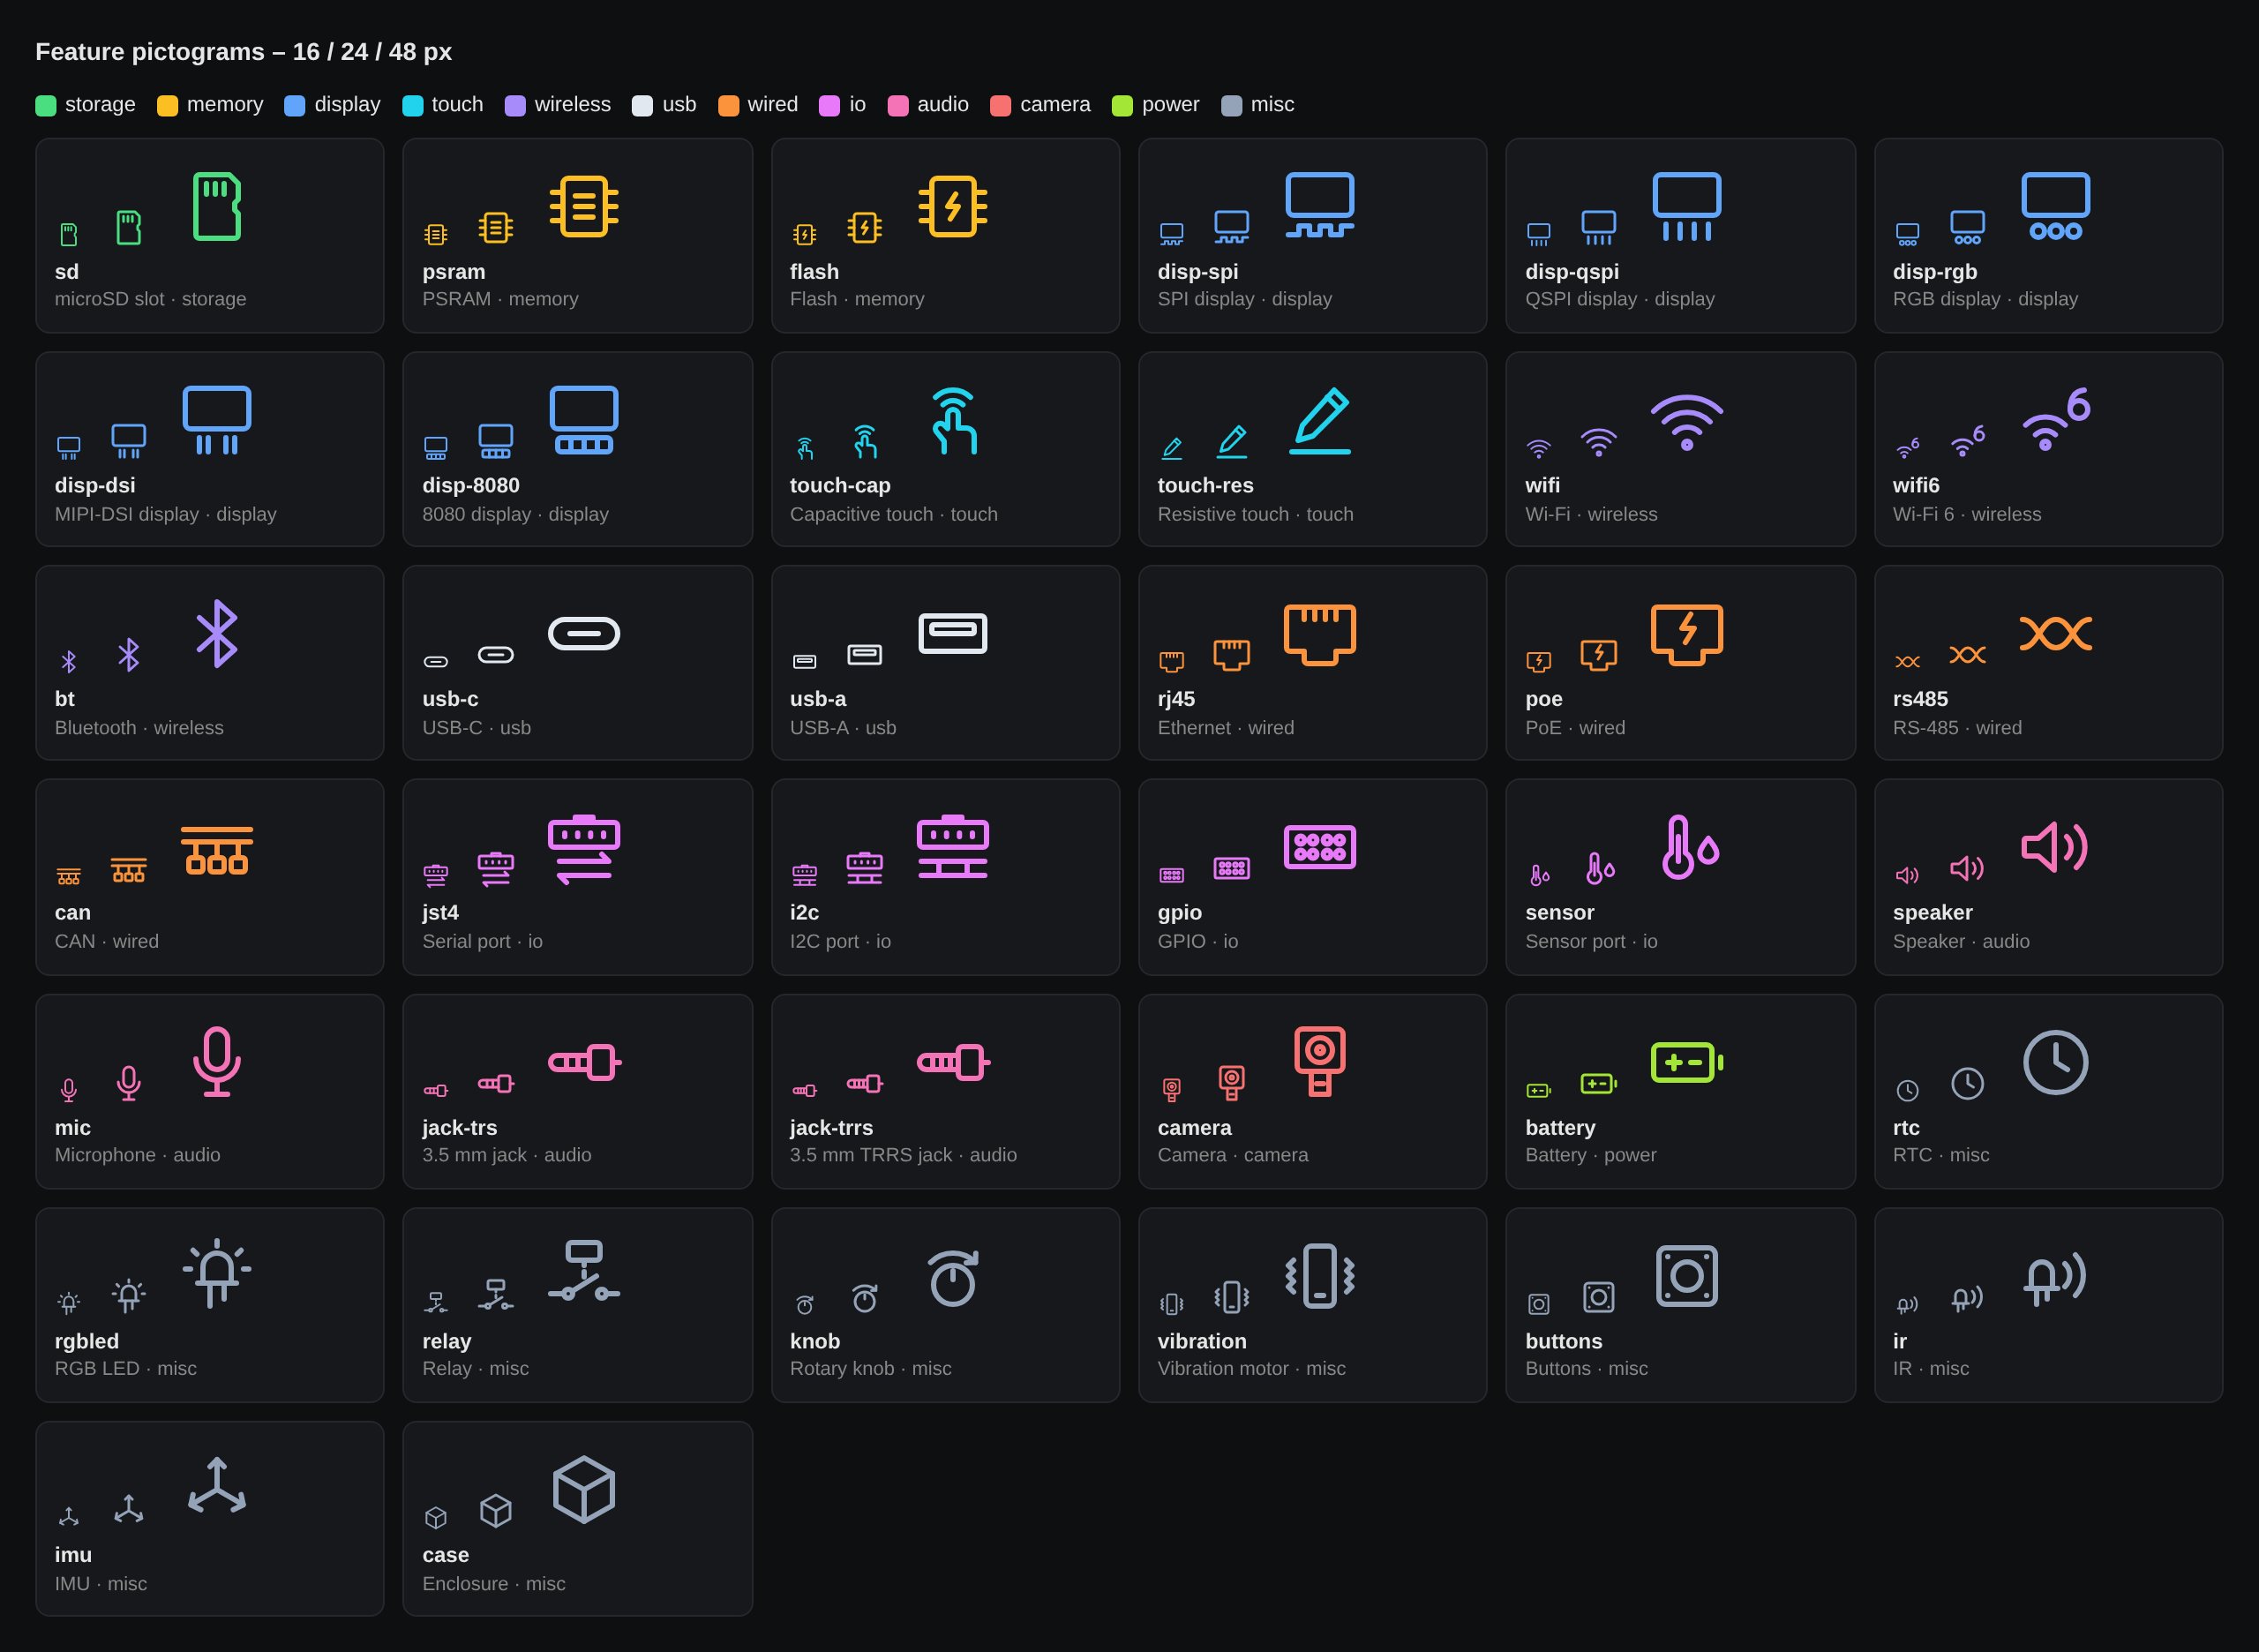 Feature pictograms – 16 / 24 / 48 px
storage memory display touch wireless usb wired io audio camera power misc
sd
microSD slot · storage
psram
PSRAM · memory
flash
Flash · memory
disp-spi
SPI display · display
disp-qspi
QSPI display · display
disp-rgb
RGB display · display
disp-dsi
MIPI-DSI display · display
disp-8080
8080 display · display
touch-cap
Capacitive touch · touch
touch-res
Resistive touch · touch
wifi
Wi-Fi · wireless
6
6
6
wifi6
Wi-Fi 6 · wireless
bt
Bluetooth · wireless
usb-c
USB-C · usb
usb-a
USB-A · usb
rj45
Ethernet · wired
poe
PoE · wired
rs485
RS-485 · wired
can
CAN · wired
jst4
Serial port · io
i2c
I2C port · io
gpio
GPIO · io
sensor
Sensor port · io
speaker
Speaker · audio
mic
Microphone · audio
jack-trs
3.5 mm jack · audio
jack-trrs
3.5 mm TRRS jack · audio
camera
Camera · camera
battery
Battery · power
rtc
RTC · misc
rgbled
RGB LED · misc
relay
Relay · misc
knob
Rotary knob · misc
vibration
Vibration motor · misc
buttons
Buttons · misc
ir
IR · misc
imu
IMU · misc
case
Enclosure · misc